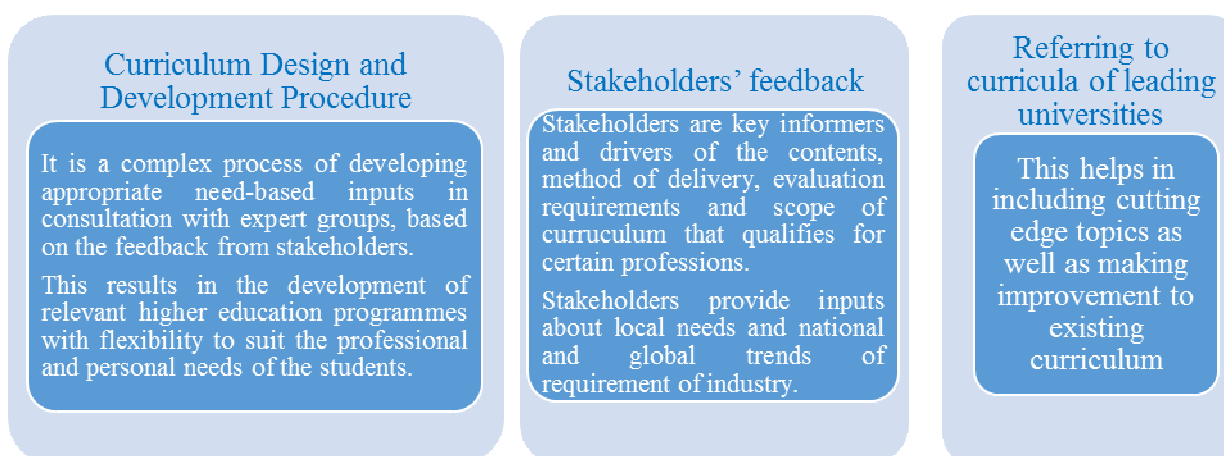 Curriculum Design and
Development Procedure
It is a complex process of developing
appropriate need-based inputs in
consultation with expert groups, based
on the feedback from stakeholders.
This results in the development of
relevant higher education programmes
with flexibility to suit the professional
and personal needs of the students.
Stakeholders’ feedback
Stakeholders are key informers
and drivers of the contents,
method of delivery, evaluation
requirements and scope of
curruculum that qualifies for
certain professions.
Stakeholders provide inputs
about local needs and national
and global trends of
requirement of industry.
Referring to
curricula of leading
universities
This helps in
including cutting
edge topics as
well as making
improvement to
existing
curriculum